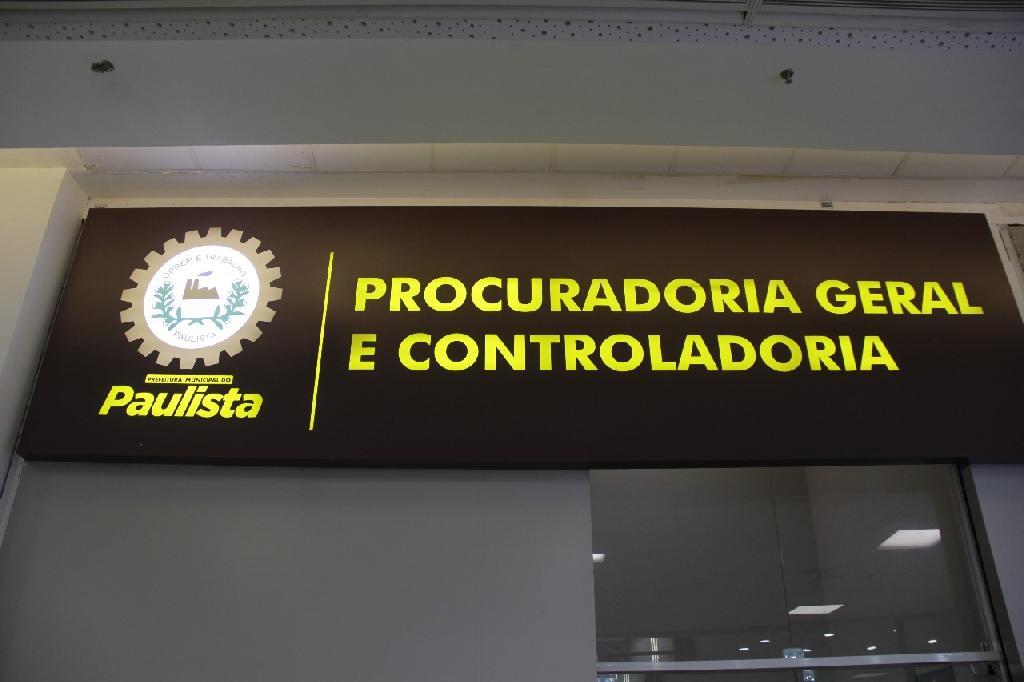 ORDEM E TRABALHO
PAULISTA
PREFEITURA MUNICIPAL DO
Paulista
PROCURADORIA GERAL
E CONTROLADORIA